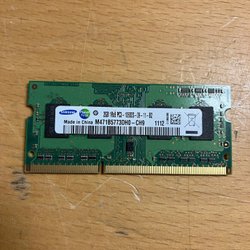 SAMSUNG
2GB 1Rx8 PC3 - 10600S - 09 - 11 - B2
Made in China
M471B5773DH0-CH9
1112